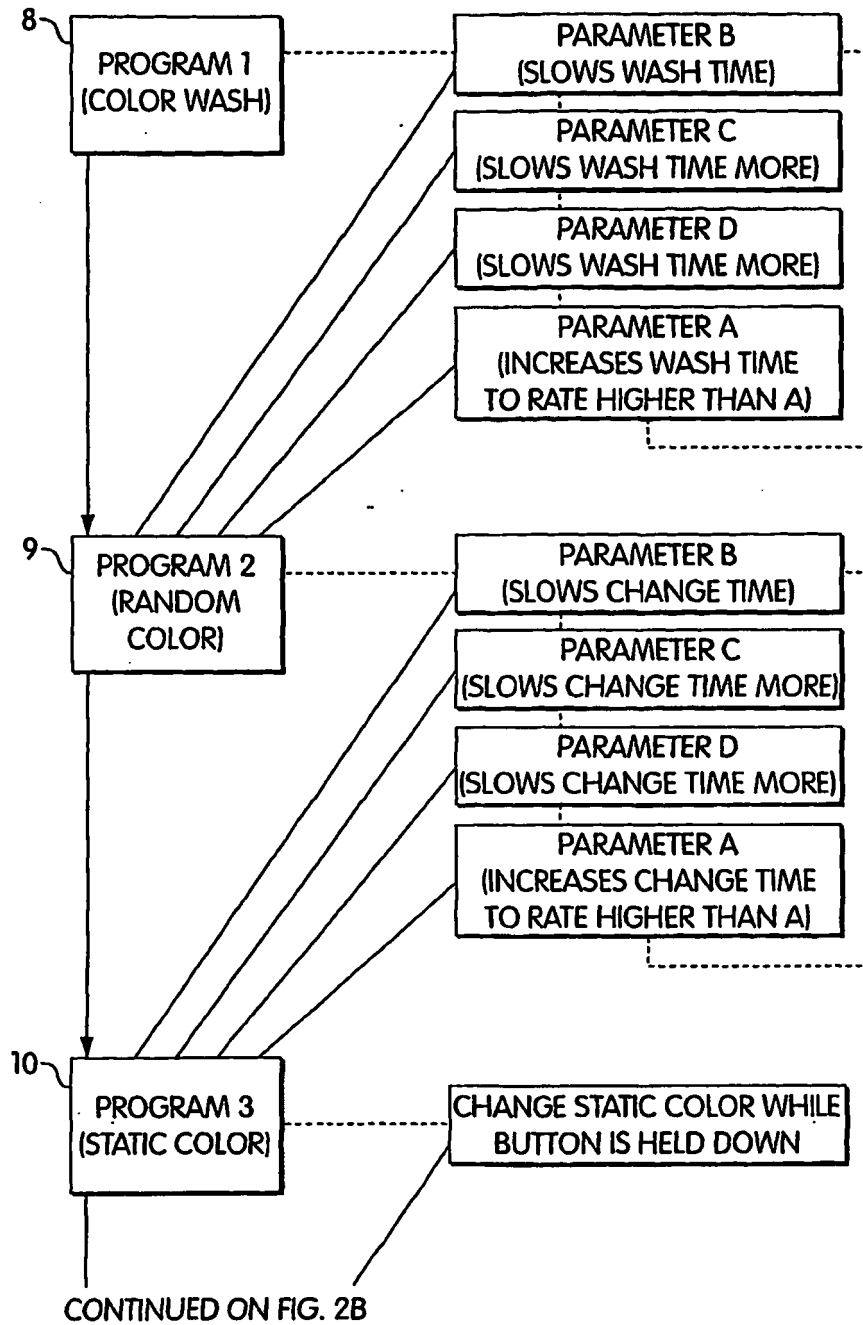 8
PROGRAM 1
(COLOR WASH)
PARAMETER B
(SLOWS WASH TIME)
PARAMETER C
(SLOWS WASH TIME MORE)
PARAMETER D
(SLOWS WASH TIME MORE)
PARAMETER A
(INCREASES WASH TIME
TO RATE HIGHER THAN A)
9
PROGRAM 2
(RANDOM
COLOR)
PARAMETER B
(SLOWS CHANGE TIME)
PARAMETER C
(SLOWS CHANGE TIME MORE)
PARAMETER D
(SLOWS CHANGE TIME MORE)
PARAMETER A
(INCREASES CHANGE TIME
TO RATE HIGHER THAN A)
10
PROGRAM 3
(STATIC COLOR)
CHANGE STATIC COLOR WHILE
BUTTON IS HELD DOWN
CONTINUED ON FIG. 2B